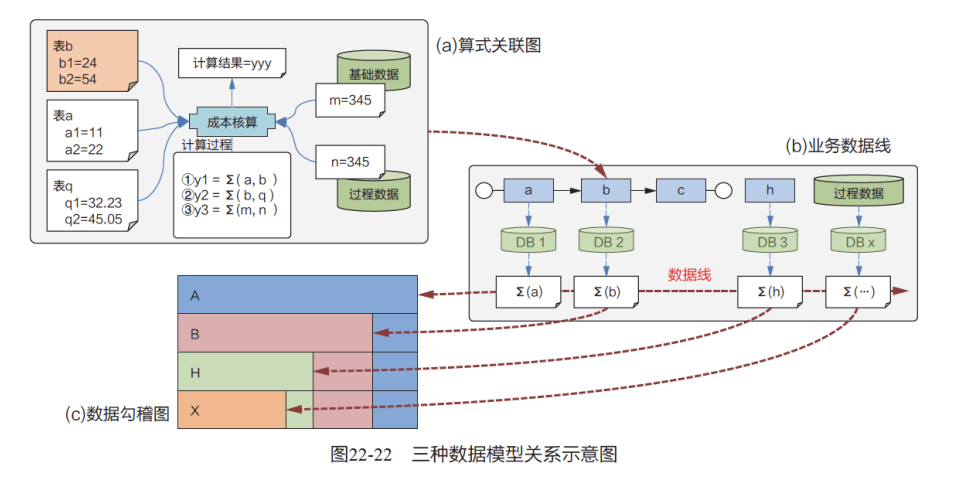 (a)算式关联图
表b
b1=24
b2=54
表a
a1=11
a2=22
表q
q1=32.23
q2=45.05
计算结果=yyy
成本核算
计算过程
①y1 = Σ( a, b )
②y2 = Σ( b, q )
③y3 = Σ(m, n )
基础数据
m=345
n=345
过程数据
(b)业务数据线
a
b
c
h
过程数据
DB 1
DB 2
DB 3
DB x
数据线
Σ(a)
Σ(b)
Σ(h)
Σ(…)
A
B
H
X
(c)数据勾稽图
图22-22 三种数据模型关系示意图